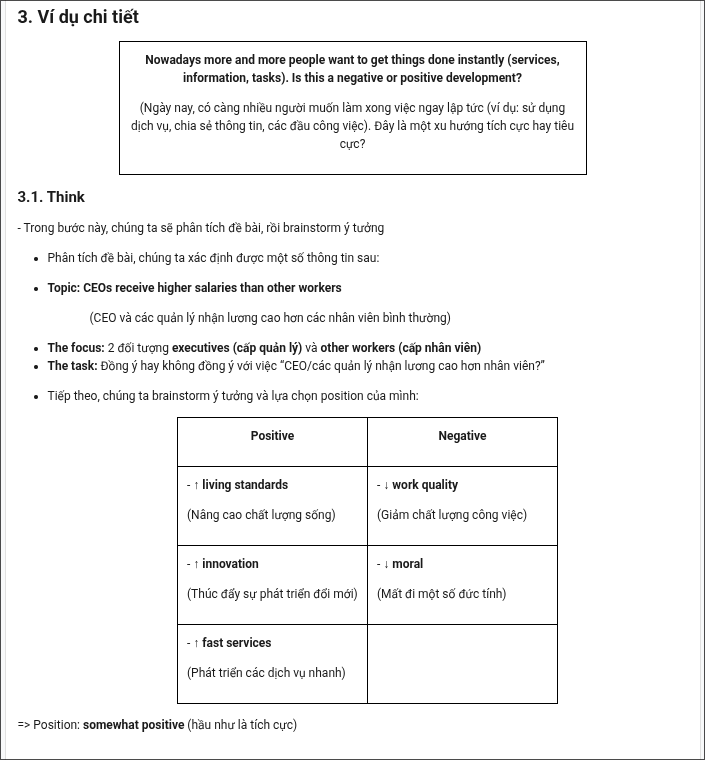 3. Ví dụ chi tiết
Nowadays more and more people want to get things done instantly (services,
information, tasks). Is this a negative or positive development?
(Ngày nay, có càng nhiều người muốn làm xong việc ngay lập tức (ví dụ: sử dụng
dịch vụ, chia sẻ thông tin, các đầu công việc). Đây là một xu hướng tích cực hay tiêu
cực?
3.1. Think
- Trong bước này, chúng ta sẽ phân tích đề bài, rồi brainstorm ý tưởng
• Phân tích đề bài, chúng ta xác định được một số thông tin sau:
• Topic: CEOs receive higher salaries than other workers
(CEO và các quản lý nhận lương cao hơn các nhân viên bình thường)
• The focus: 2 đối tượng executives (cấp quản lý) và other workers (cấp nhân viên)
• The task: Đồng ý hay không đồng ý với việc “CEO/các quản lý nhận lương cao hơn nhân viên?”
• Tiếp theo, chúng ta brainstorm ý tưởng và lựa chọn position của mình:
Positive Negative
- ↑ living standards - ↓ work quality
(Nâng cao chất lượng sống) (Giảm chất lượng công việc)
- ↑ innovation - ↓ moral
(Thúc đẩy sự phát triển đổi mới) (Mất đi một số đức tính)
- ↑ fast services
(Phát triển các dịch vụ nhanh)
=> Position: somewhat positive (hầu như là tích cực)